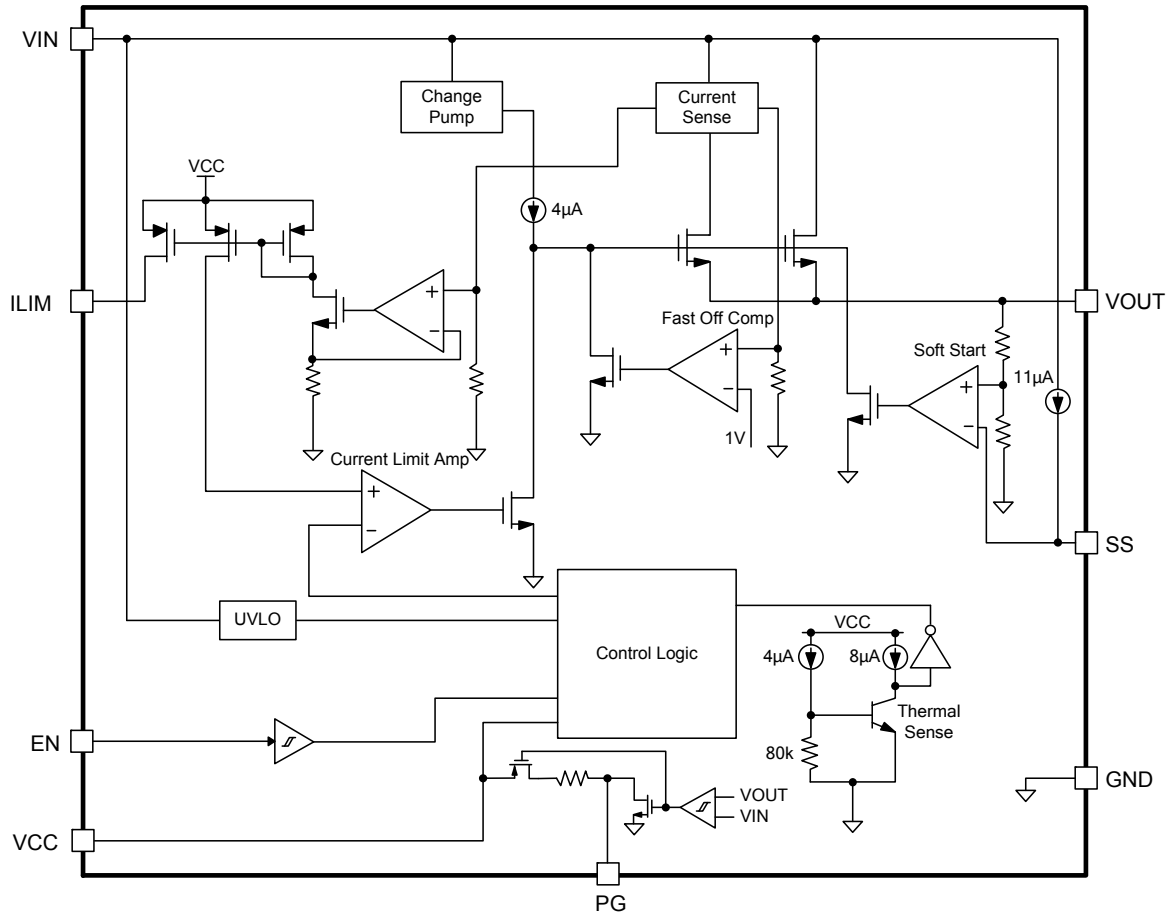 VIN
Change
Pump
Current
Sense
VCC
4µA
ILIM
VOUT
Fast Off Comp
Soft Start
11µA
+
−
+
−
+
−
1V
Current Limit Amp
+
−
SS
UVLO
Control Logic
VCC
4µA
8µA
Thermal
Sense
80k
EN
GND
VOUT
VIN
VCC
PG